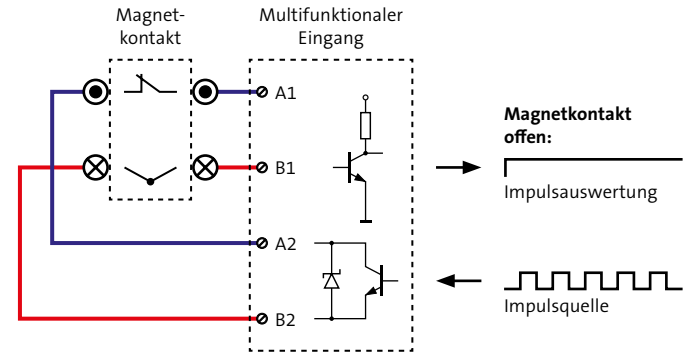 Magnet-
kontakt
Multifunktionaler
Eingang
A1
B1
A2
B2
Magnetkontakt
offen:
Impulsauswertung
Impulsquelle